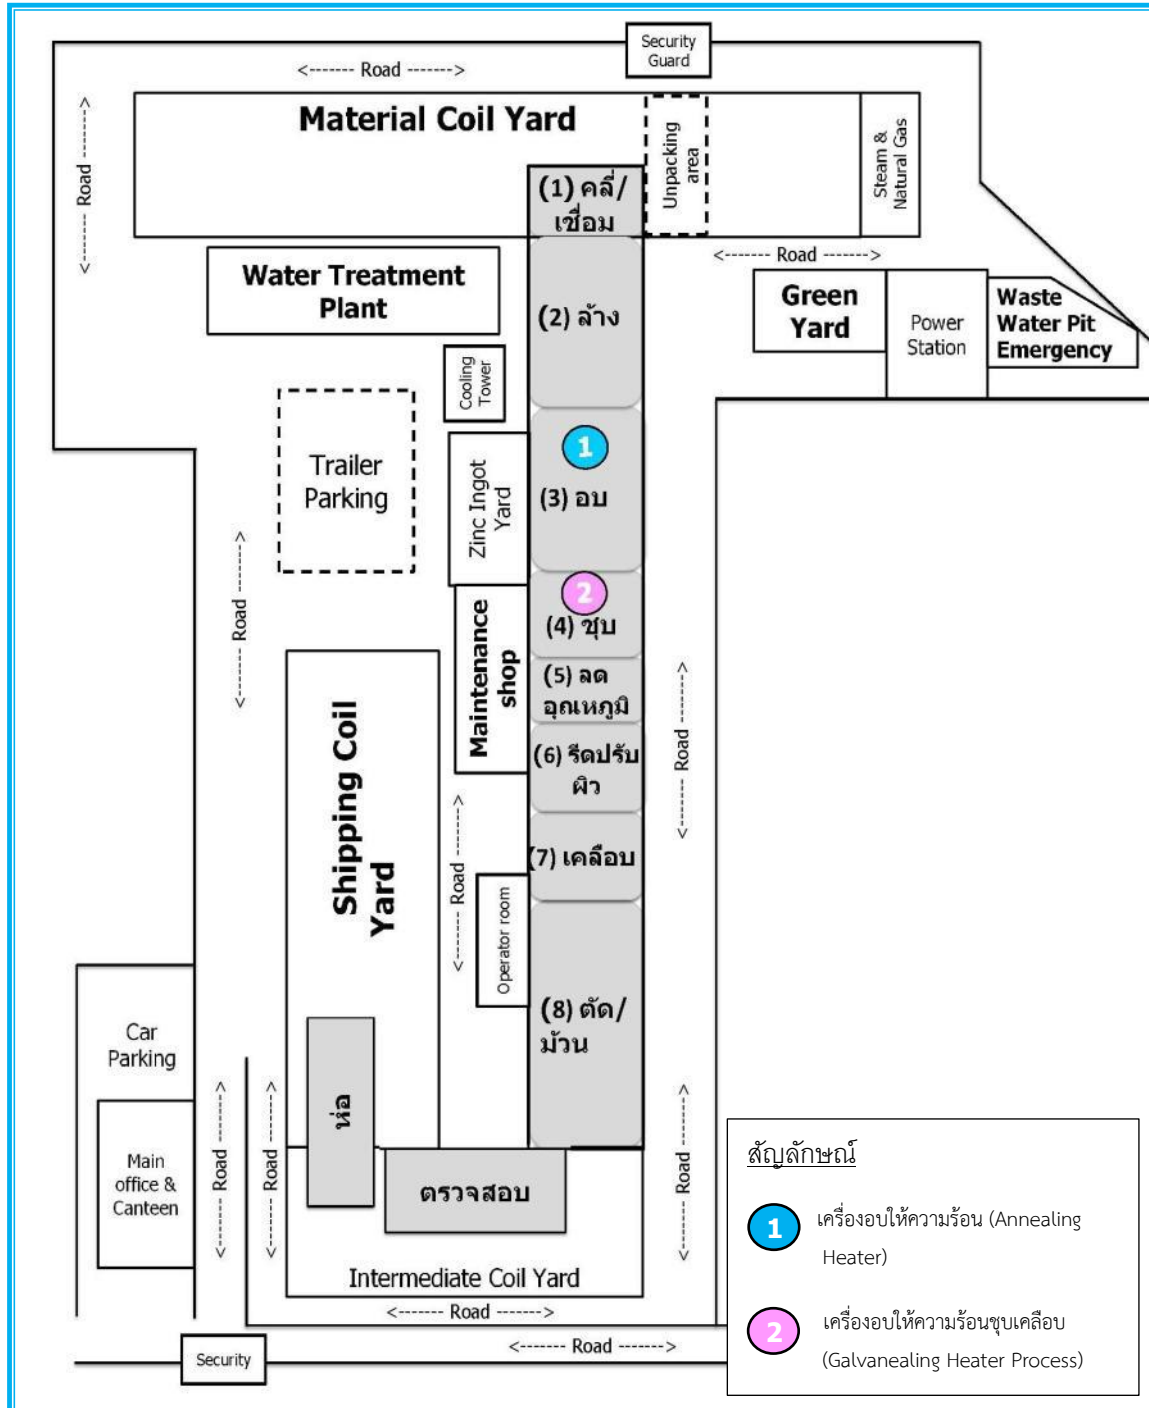 Security
Guard
<------- Road ------->
<------- Road ------->
Material Coil Yard
Unpacking
area
Steam &
Natural Gas
(1) คลี่/
เชื่อม
<------- Road ------->
Water Treatment
Plant
(2) ล้าง
Green
Yard
Power
Station
Waste
Water Pit
Emergency
Cooling
Tower
1
Trailer
Parking
Zinc Ingot
Yard
(3) อบ
<------- Road ------->
2
(4) ชุบ
Maintenance
shop
(5) ลด
อุณหภูมิ
<------- Road ------->
Shipping Coil
Yard
(6) รีดปรับ
ผิว
<------- Road ------->
(7) เคลือบ
Operator room
(8) ตัด/
ม้วน
Car
Parking
ห่อ
Main
office &
Canteen
<------- Road ------->
<------- Road ------->
<------- Road ------->
ตรวจสอบ
Intermediate Coil Yard
<------- Road ------->
<------- Road ------->
Security
สัญลักษณ์
1
เครื่องอบให้ความร้อน (Annealing
Heater)
2
เครื่องอบให้ความร้อนชุบเคลือบ
(Galvanealing Heater Process)